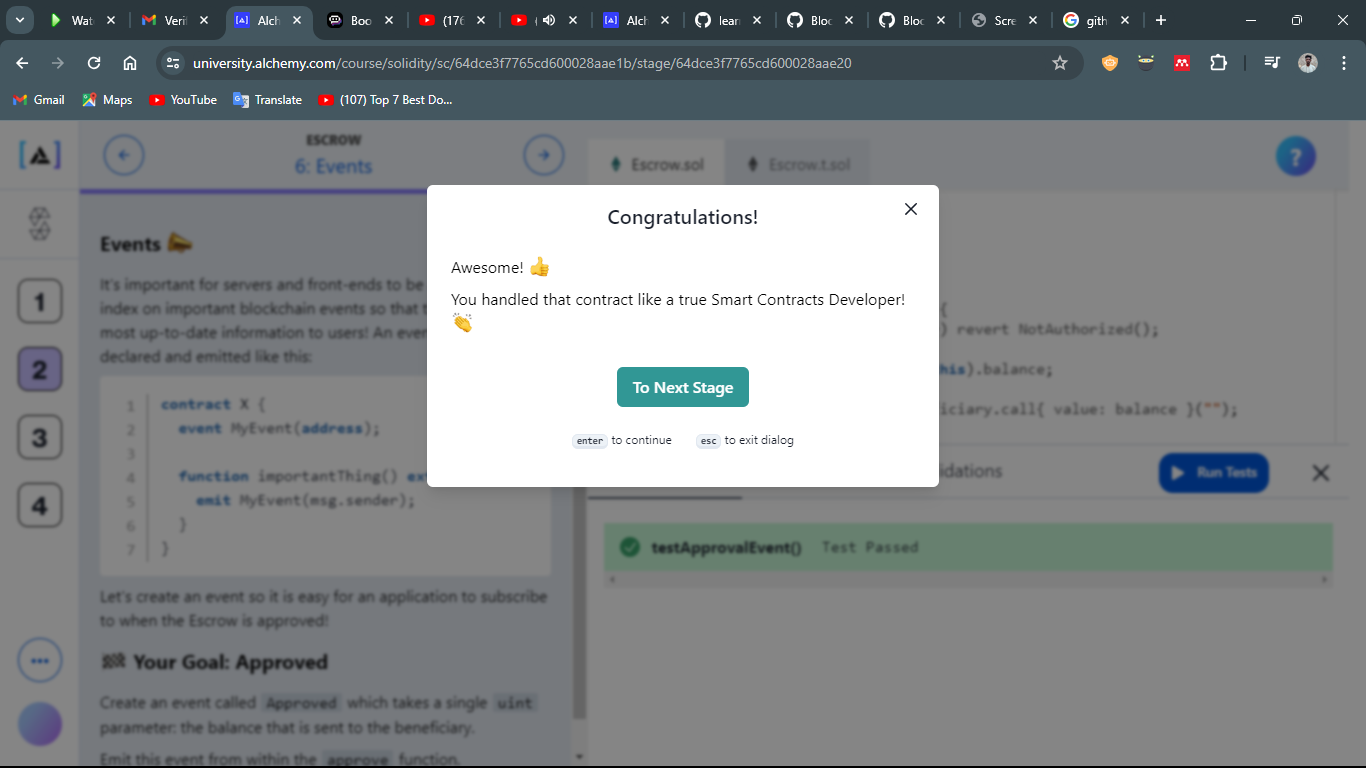 Wat
Veri
Alch
Boo
(176
(
Alch
lear
Bloc
Bloc
Scre
gith
university.alchemy.com/course/solidity/sc/64dce3f7765cd600028aae1b/stage/64dce3f7765cd600028aae20
Gmail
Maps
YouTube
Translate
(107) Top 7 Best Do...
ESCROW
6: Events
Escrow.sol
Escrow.t.sol
?
1
2
3
4
Events
It's important for servers and front-ends to be
index on important blockchain events so that t
most up-to-date information to users! An even
declared and emitted like this:
1 contract X {
2 event MyEvent(address);
3
4 function importantThing() ext
5 emit MyEvent(msg.sender);
6 }
7 }
Let's create an event so it is easy for an application to subscribe
to when the Escrow is approved!
Your Goal: Approved
Create an event called Approved which takes a single uint
parameter: the balance that is sent to the beneficiary.
Emit this event from within the approve function.
Congratulations!
Awesome! 👍
You handled that contract like a true Smart Contracts Developer!
👏
To Next Stage
enter to continue
esc to exit dialog
{
) revert NotAuthorized();
his).balance;
iciary.call{ value: balance }("");
idations
Run Tests
testApprovalEvent() Test Passed